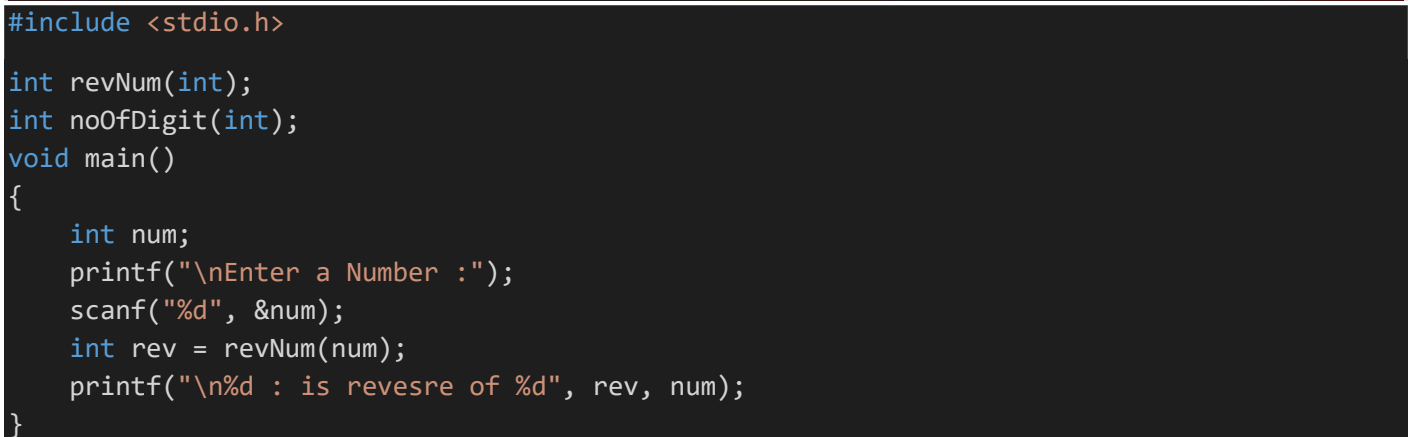 #include <stdio.h>
int revNum(int);
int noOfDigit(int);
void main()
{
    int num;
    printf("\nEnter a Number :");
    scanf("%d", &num);
    int rev = revNum(num);
    printf("\n%d : is revesre of %d", rev, num);
}